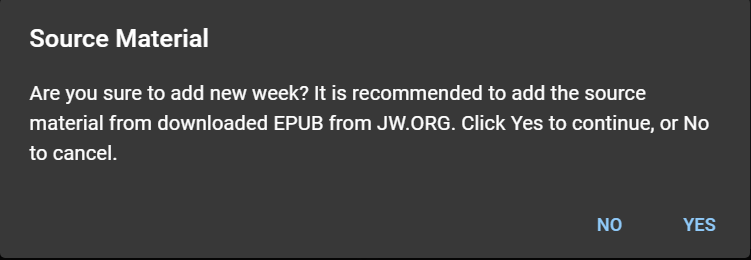 Source Material
Are you sure to add new week? It is recommended to add the source
material from downloaded EPUB from JW.ORG. Click Yes to continue, or No
to cancel.
NO YES